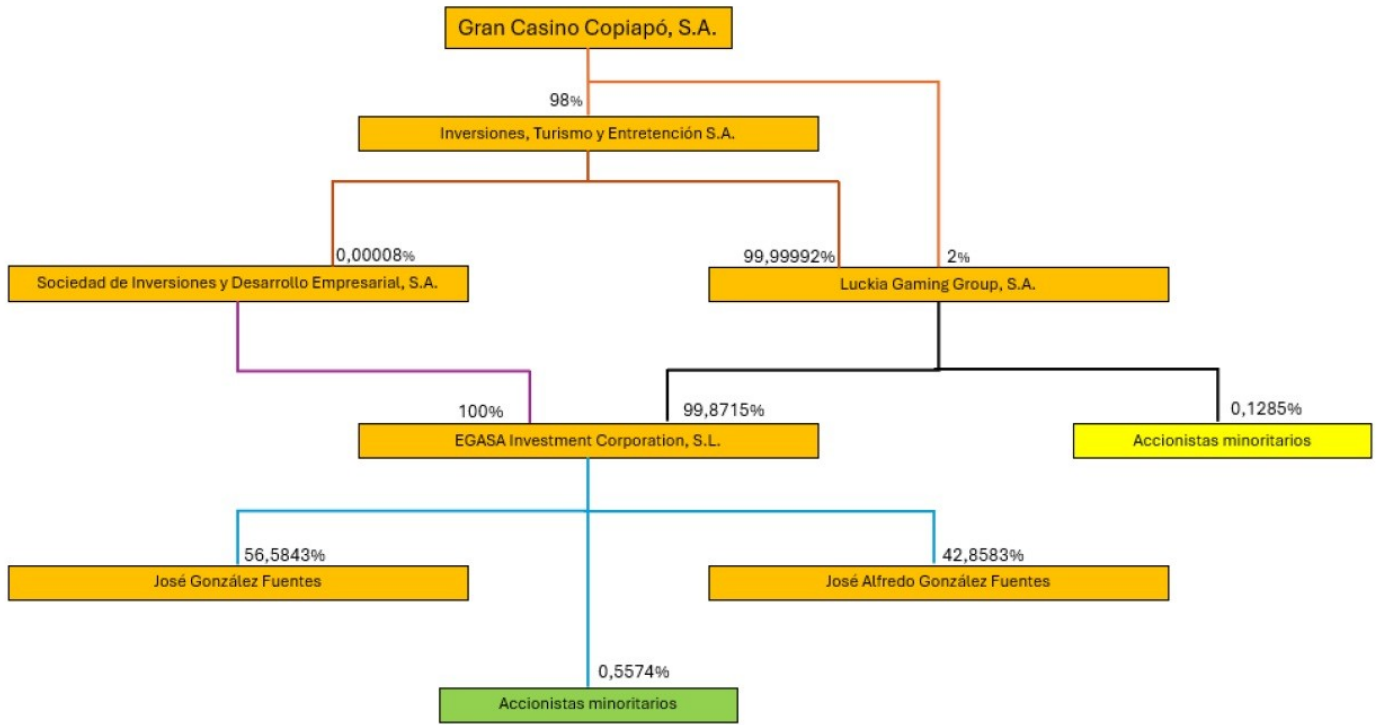 Gran Casino Copiapó, S.A.
98%
Inversiones, Turismo y Entretención S.A.
0,00008%
99,99992%
2%
Sociedad de Inversiones y Desarrollo Empresarial, S.A.
Luckia Gaming Group, S.A.
100%
99,8715%
0,1285%
EGASA Investment Corporation, S.L.
Accionistas minoritarios
56,5843%
42,8583%
José González Fuentes
José Alfredo González Fuentes
0,5574%
Accionistas minoritarios